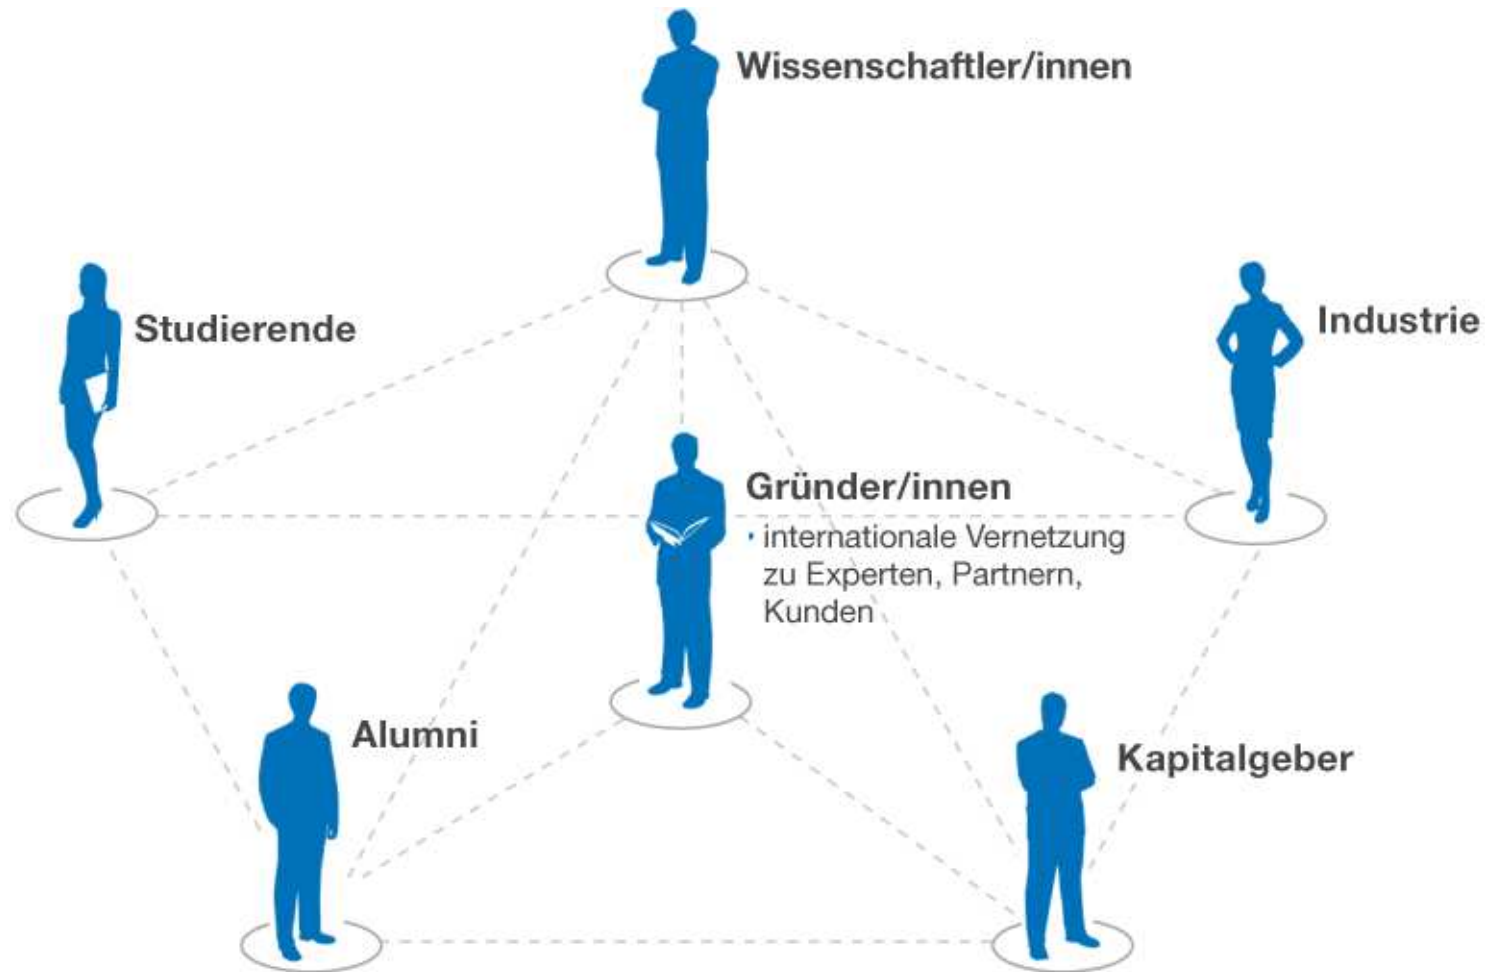 Wissenschaftler/innen
Studierende
Industrie
Gründer/innen
· internationale Vernetzung
zu Experten, Partnern,
Kunden
Alumni
Kapitalgeber